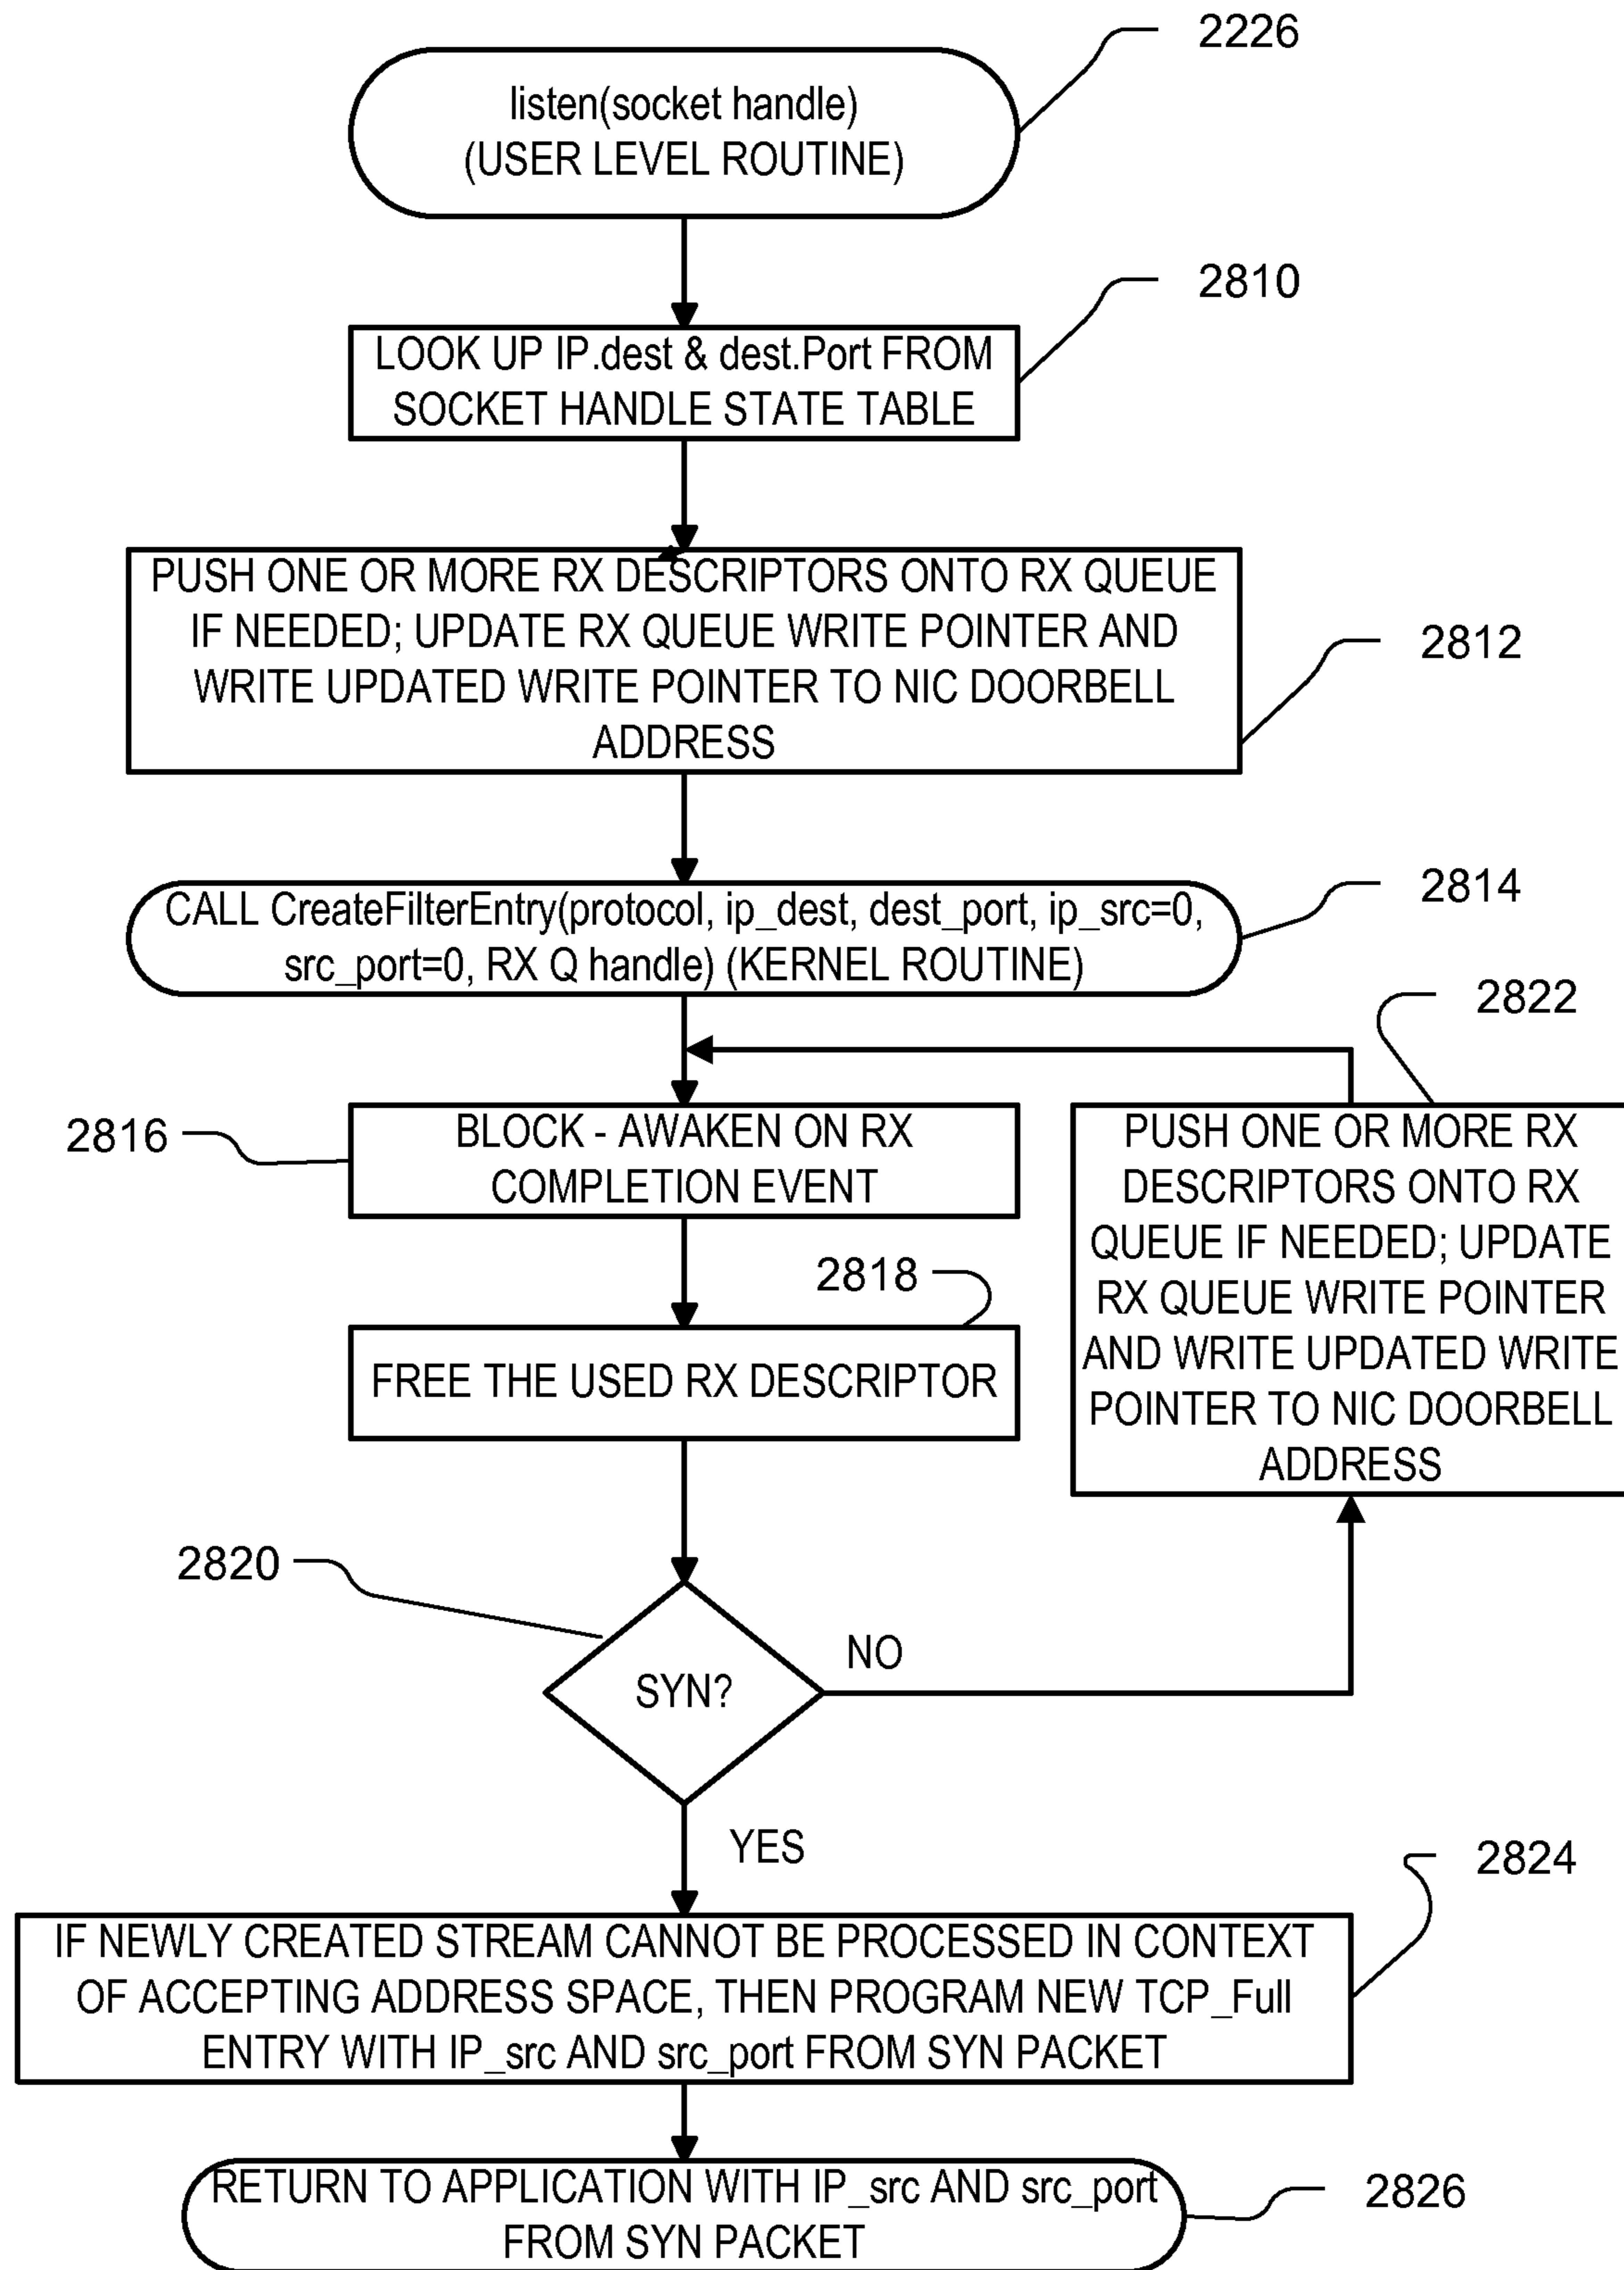 2226
listen(socket handle)
(USER LEVEL ROUTINE)
2810
LOOK UP IP.dest & dest.Port FROM
SOCKET HANDLE STATE TABLE
PUSH ONE OR MORE RX DESCRIPTORS ONTO RX QUEUE
IF NEEDED; UPDATE RX QUEUE WRITE POINTER AND
WRITE UPDATED WRITE POINTER TO NIC DOORBELL
ADDRESS
2812
CALL CreateFilterEntry(protocol, ip_dest, dest_port, ip_src=0,
src_port=0, RX Q handle) (KERNEL ROUTINE)
2814
2822
2816
BLOCK - AWAKEN ON RX
COMPLETION EVENT
PUSH ONE OR MORE RX
DESCRIPTORS ONTO RX
QUEUE IF NEEDED; UPDATE
RX QUEUE WRITE POINTER
AND WRITE UPDATED WRITE
POINTER TO NIC DOORBELL
ADDRESS
2818
FREE THE USED RX DESCRIPTOR
2820
SYN?
NO
YES
2824
IF NEWLY CREATED STREAM CANNOT BE PROCESSED IN CONTEXT
OF ACCEPTING ADDRESS SPACE, THEN PROGRAM NEW TCP_Full
ENTRY WITH IP_src AND src_port FROM SYN PACKET
RETURN TO APPLICATION WITH IP_src AND src_port
FROM SYN PACKET
2826